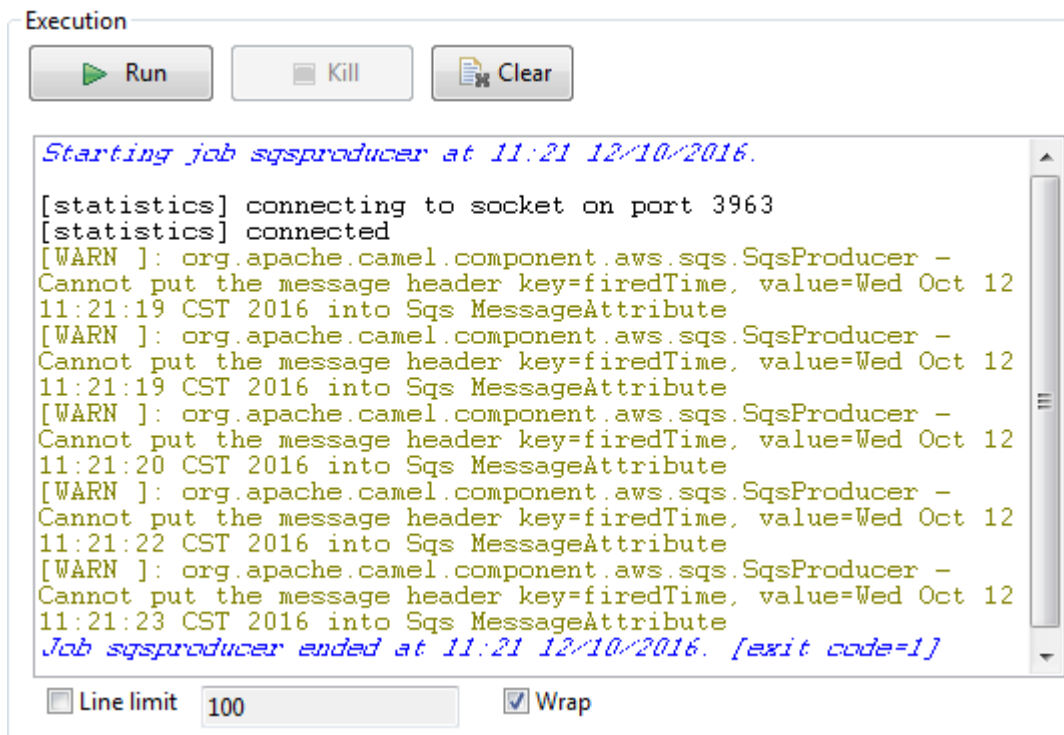 Execution
Run
Kill
Clear
Starting job sqsproducer at 11:21 12/10/2016.
[statistics] connecting to socket on port 3963
[statistics] connected
[WARN ]: org.apache.camel.component.aws.sqs.SqsProducer -
Cannot put the message header key=firedTime, value=Wed Oct 12
11:21:19 CST 2016 into Sqs MessageAttribute
[WARN ]: org.apache.camel.component.aws.sqs.SqsProducer -
Cannot put the message header key=firedTime, value=Wed Oct 12
11:21:19 CST 2016 into Sqs MessageAttribute
[WARN ]: org.apache.camel.component.aws.sqs.SqsProducer -
Cannot put the message header key=firedTime, value=Wed Oct 12
11:21:20 CST 2016 into Sqs MessageAttribute
[WARN ]: org.apache.camel.component.aws.sqs.SqsProducer -
Cannot put the message header key=firedTime, value=Wed Oct 12
11:21:22 CST 2016 into Sqs MessageAttribute
[WARN ]: org.apache.camel.component.aws.sqs.SqsProducer -
Cannot put the message header key=firedTime, value=Wed Oct 12
11:21:23 CST 2016 into Sqs MessageAttribute
Job sqsproducer ended at 11:21 12/10/2016. [exit code=1]
Line limit
100
Wrap